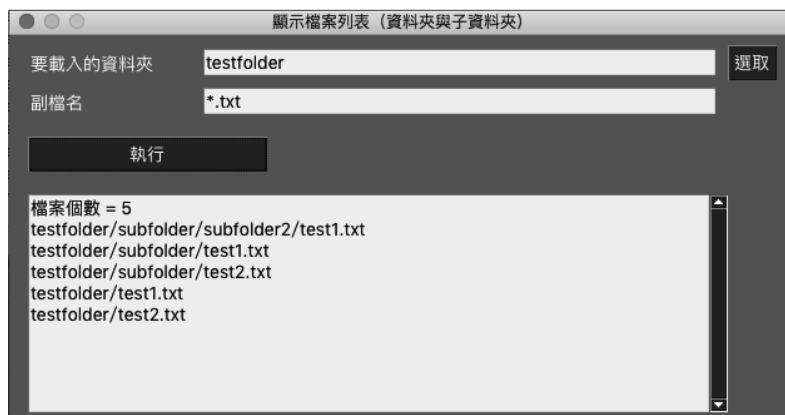 顯示檔案列表（資料夾與子資料夾）
要載入的資料夾 testfolder 選取
副檔名 *.txt
執行
檔案個數 = 5
testfolder/subfolder/subfolder2/test1.txt
testfolder/subfolder/test1.txt
testfolder/subfolder/test2.txt
testfolder/test1.txt
testfolder/test2.txt